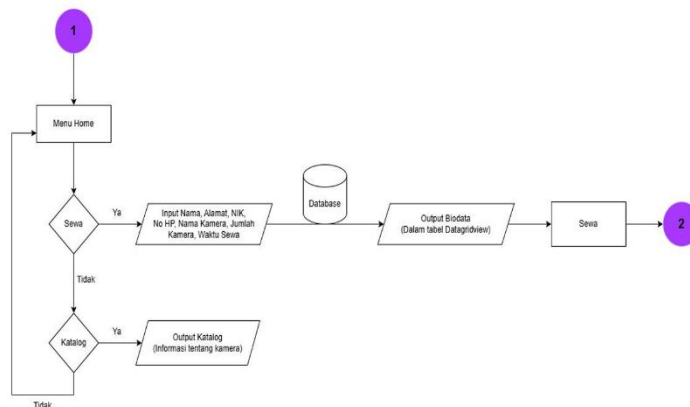 1
Menu Home
Sewa
Ya
Input Nama, Alamat, NIK,
No HP, Nama Kamera, Jumlah
Kamera, Waktu Sewa
Database
Output Biodata
(Dalam tabel Datagridview)
Sewa
2
Tidak
Katalog
Ya
Output Katalog
(Informasi tentang kamera)
Tidak